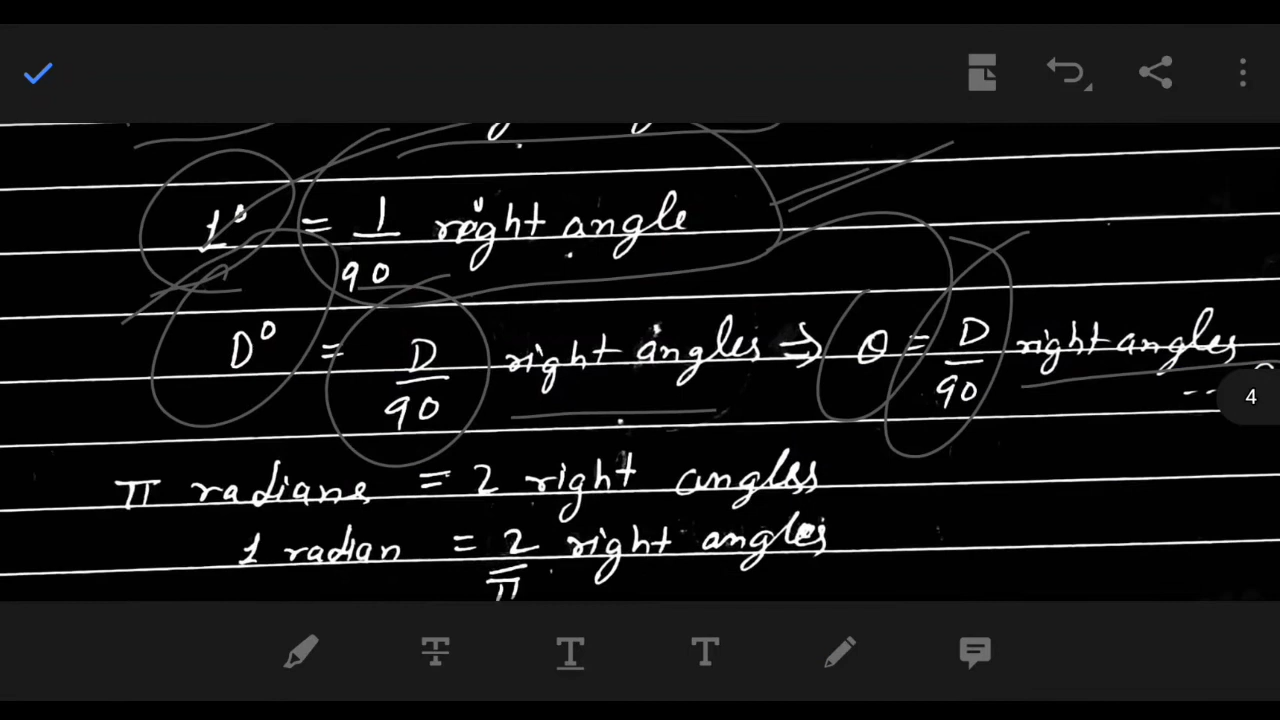 1° = 1/90 right angle
D° = D/90 right angles ⇒ θ = D/90 right angles
--
4
π radians = 2 right angles
1 radian = 2/π right angles
T T T